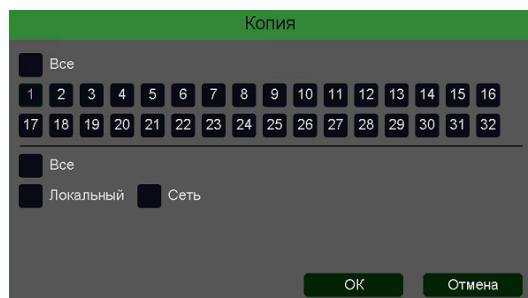 Копия
Все
1 2 3 4 5 6 7 8 9 10 11 12 13 14 15 16
17 18 19 20 21 22 23 24 25 26 27 28 29 30 31 32
Все
Локальный Сеть
ОК Отмена